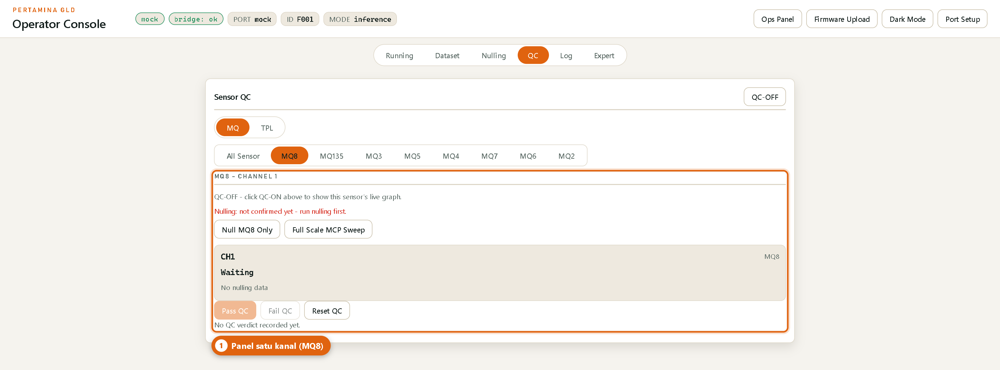 PERTAMINA GLD
Operator Console
mock
bridge: ok
PORT mock
ID F001
MODE inference
Ops Panel
Firmware Upload
Dark Mode
Port Setup
Running
Dataset
Nulling
QC
Log
Expert
Sensor QC
QC-OFF
MQ
TPL
All Sensor
MQ8
MQ135
MQ3
MQ5
MQ4
MQ7
MQ6
MQ2
MQ8 - CHANNEL 1
QC-OFF - click QC-ON above to show this sensor's live graph.
Nulling: not confirmed yet - run nulling first.
Null MQ8 Only
Full Scale MCP Sweep
CH1
MQ8
Waiting
No nulling data
Pass QC
Fail QC
Reset QC
No QC verdict recorded yet.
1 Panel satu kanal (MQ8)